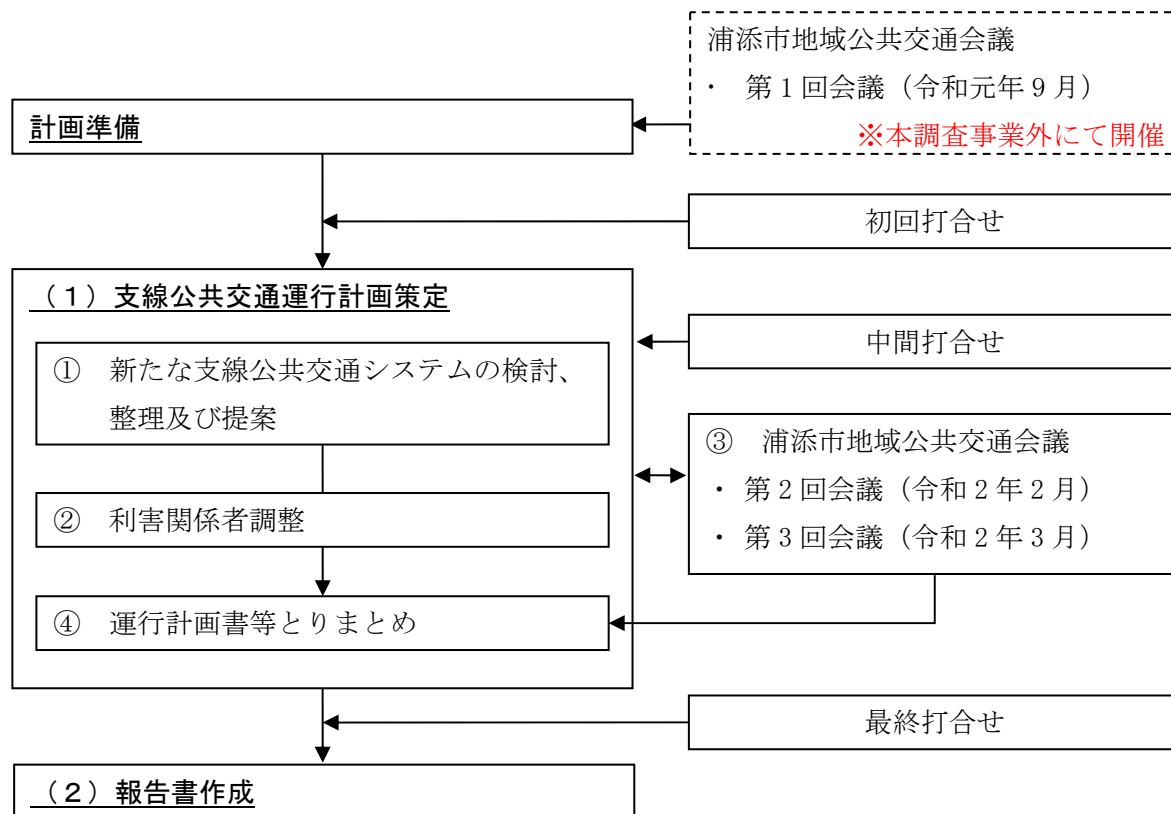 浦添市地域公共交通会議
・ 第1回会議（令和元年9月）
※本調査事業外にて開催
計画準備
初回打合せ
（1）支線公共交通運行計画策定
中間打合せ
① 新たな支線公共交通システムの検討、
整理及び提案
③ 浦添市地域公共交通会議
・ 第2回会議（令和2年2月）
・ 第3回会議（令和2年3月）
② 利害関係者調整
④ 運行計画書等とりまとめ
最終打合せ
（2）報告書作成